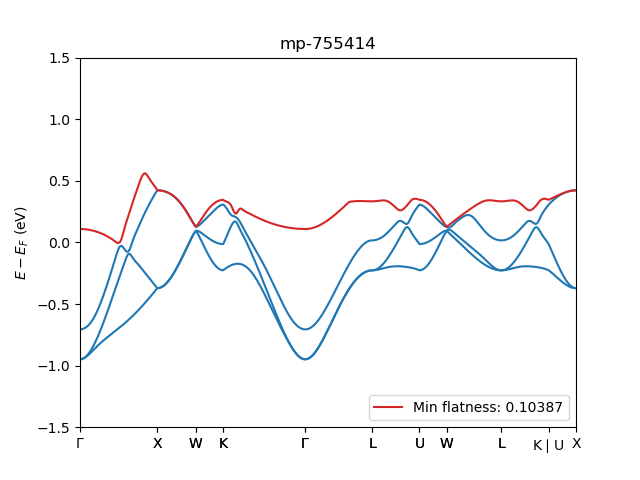 mp-755414
E − E_F (eV)
1.5
1.0
0.5
0.0
−0.5
−1.0
−1.5
Min flatness: 0.10387
Γ X W K Γ L U W L K | U X